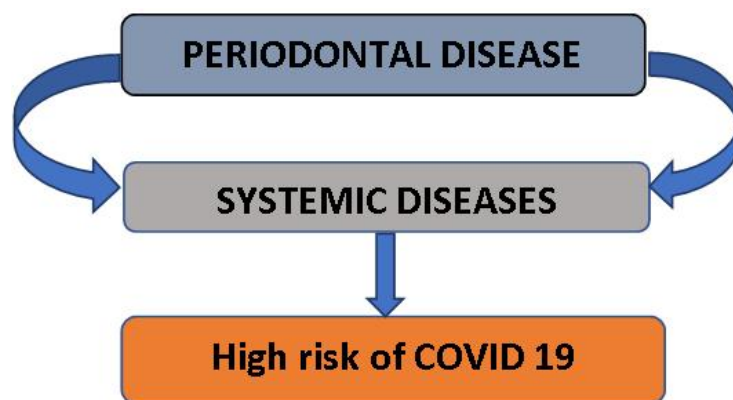 PERIODONTAL DISEASE
SYSTEMIC DISEASES
High risk of COVID 19